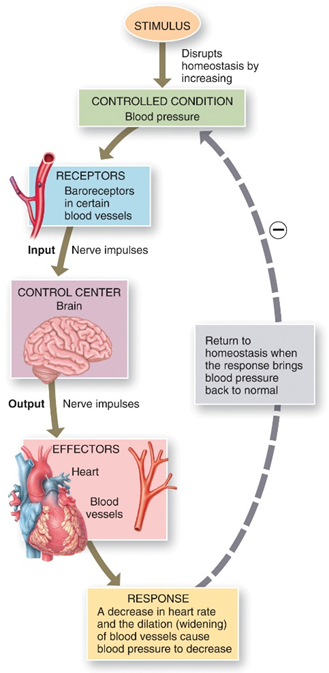 STIMULUS
Disrupts
homeostasis by
increasing
CONTROLLED CONDITION
Blood pressure
RECEPTORS
Baroreceptors
in certain
blood vessels
Input Nerve impulses
CONTROL CENTER
Brain
Output Nerve impulses
EFFECTORS
Heart
Blood
vessels
RESPONSE
A decrease in heart rate
and the dilation (widening)
of blood vessels cause
blood pressure to decrease
Return to
homeostasis when
the response brings
blood pressure
back to normal
−